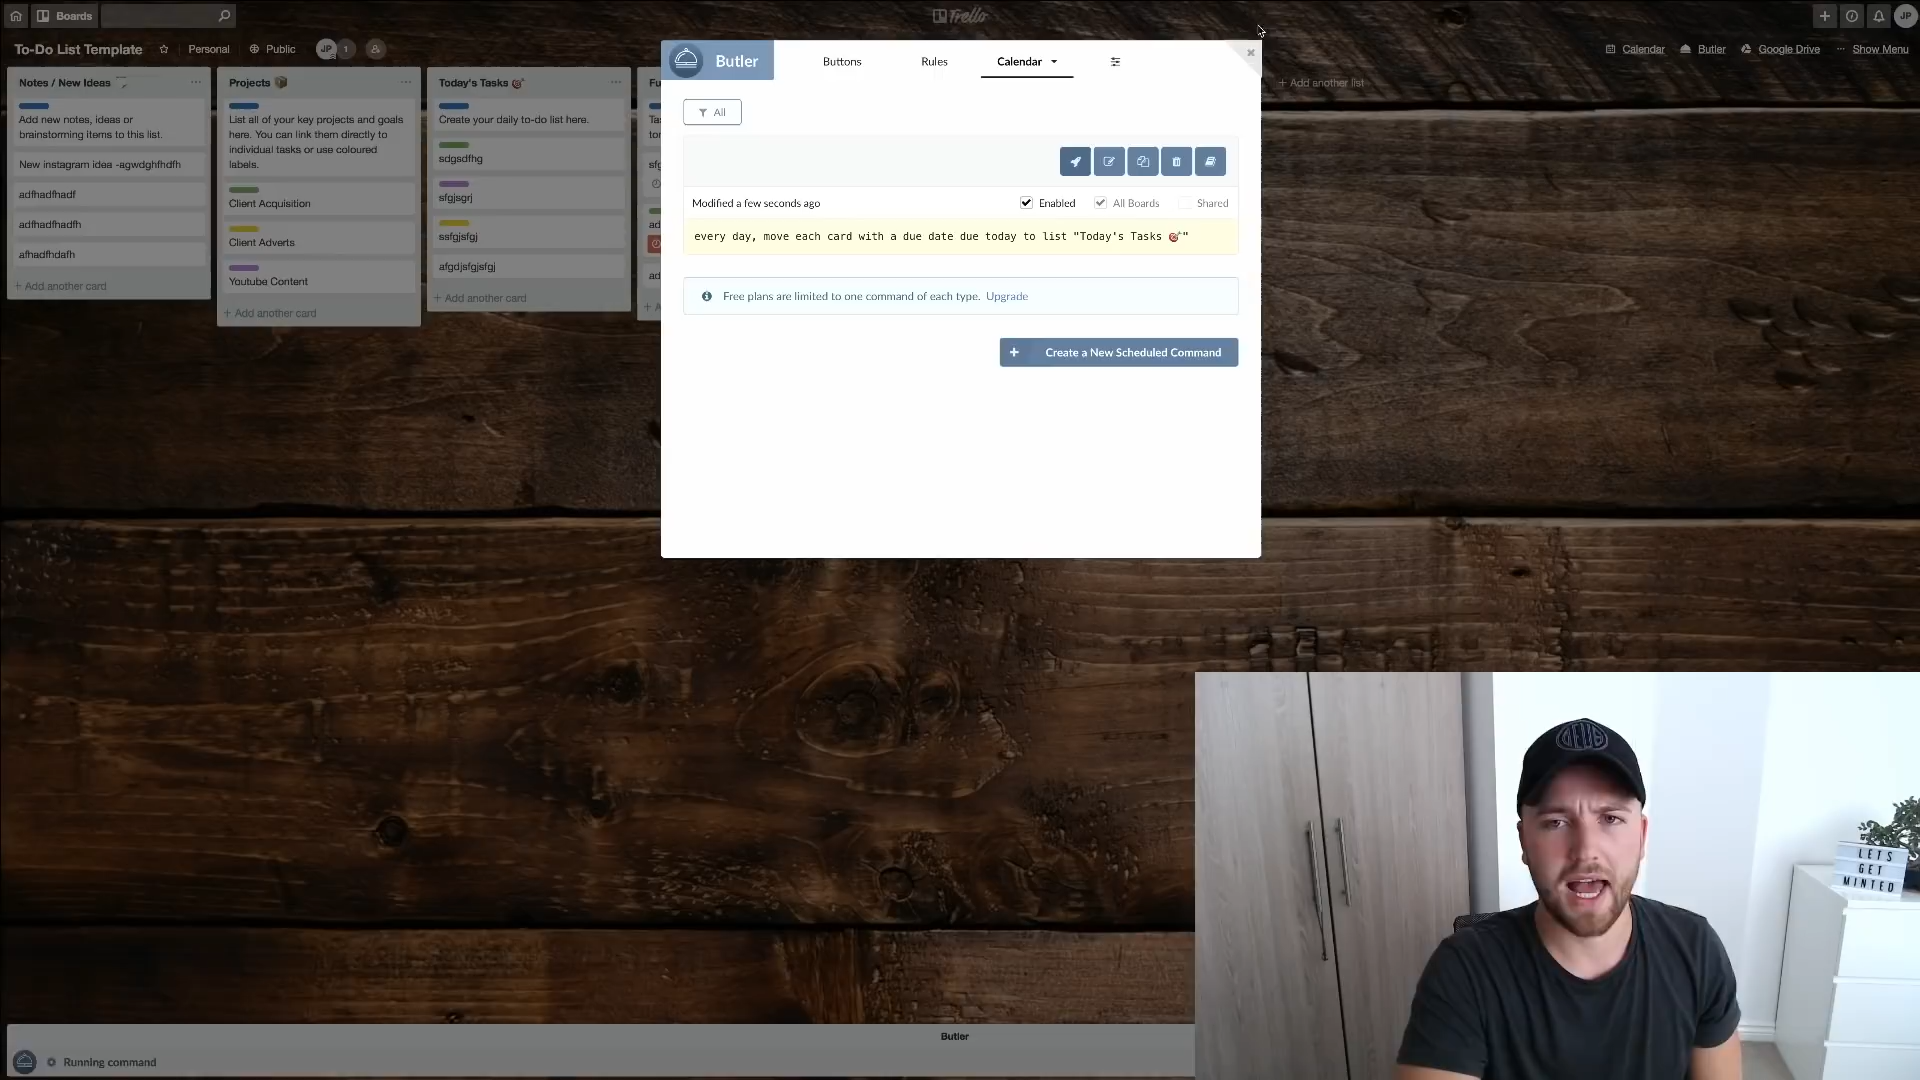 Boards
Trello
JP
To-Do List Template
Personal
Public
JP
1
Calendar
Butler
Google Drive
Show Menu
Notes / New Ideas
Add new notes, ideas or
brainstorming items to this list.
New instagram idea -agwdghfhdfh
adfhadfhadf
adfhadfhadfh
afhadfhdafh
+ Add another card
Projects
List all of your key projects and goals
here. You can link them directly to
individual tasks or use coloured
labels.
Client Acquisition
Client Adverts
Youtube Content
+ Add another card
Today's Tasks
Create your daily to-do list here.
sdgsdfhg
sfgjsgrj
ssfgjsfgj
afgdjsfgjsfgj
+ Add another card
+ Add another list
Butler
Buttons
Rules
Calendar
All
Modified a few seconds ago
Enabled
All Boards
Shared
every day, move each card with a due date due today to list "Today's Tasks 🎯"
Free plans are limited to one command of each type. Upgrade
+ Create a New Scheduled Command
LETS
GET
MINTED
Butler
Running command